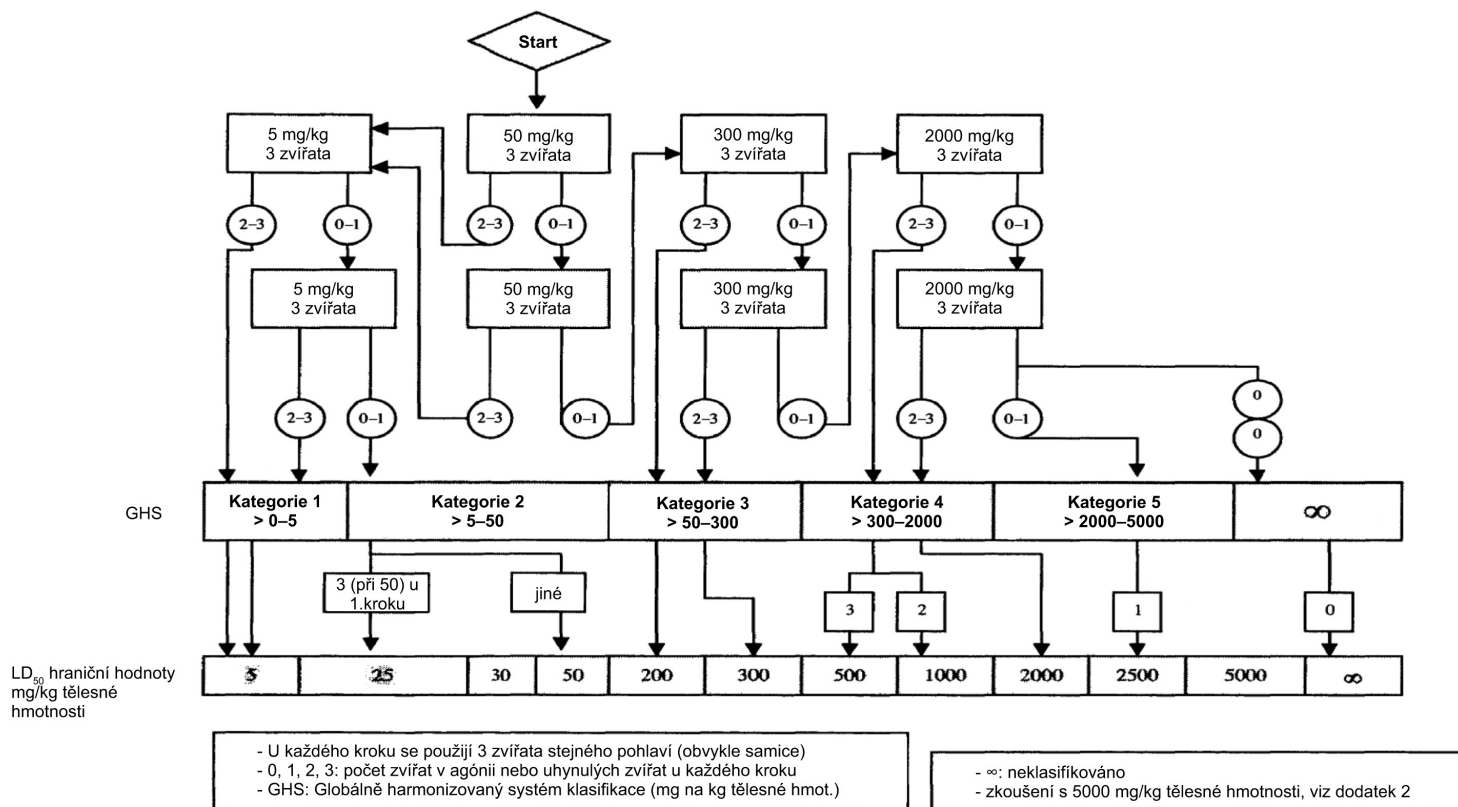 Start
5 mg/kg
3 zvířata
50 mg/kg
3 zvířata
300 mg/kg
3 zvířata
2000 mg/kg
3 zvířata
2–3
0–1
2–3
0–1
2–3
0–1
2–3
0–1
5 mg/kg
3 zvířata
50 mg/kg
3 zvířata
300 mg/kg
3 zvířata
2000 mg/kg
3 zvířata
2–3
0–1
2–3
0–1
2–3
0–1
2–3
0–1
0
0
GHS
Kategorie 1
> 0–5
Kategorie 2
> 5–50
Kategorie 3
> 50–300
Kategorie 4
> 300–2000
Kategorie 5
> 2000–5000
∞
3 (při 50) u
1.kroku
jiné
3
2
1
0
LD50 hraniční hodnoty
mg/kg tělesné
hmotnosti
5
25
30
50
200
300
500
1000
2000
2500
5000
∞
- U každého kroku se použijí 3 zvířata stejného pohlaví (obvykle samice)
- 0, 1, 2, 3: počet zvířat v agónii nebo uhynulých zvířat u každého kroku
- GHS: Globálně harmonizovaný systém klasifikace (mg na kg tělesné hmot.)
- ∞: neklasifíkováno
- zkoušení s 5000 mg/kg tělesné hmotnosti, viz dodatek 2